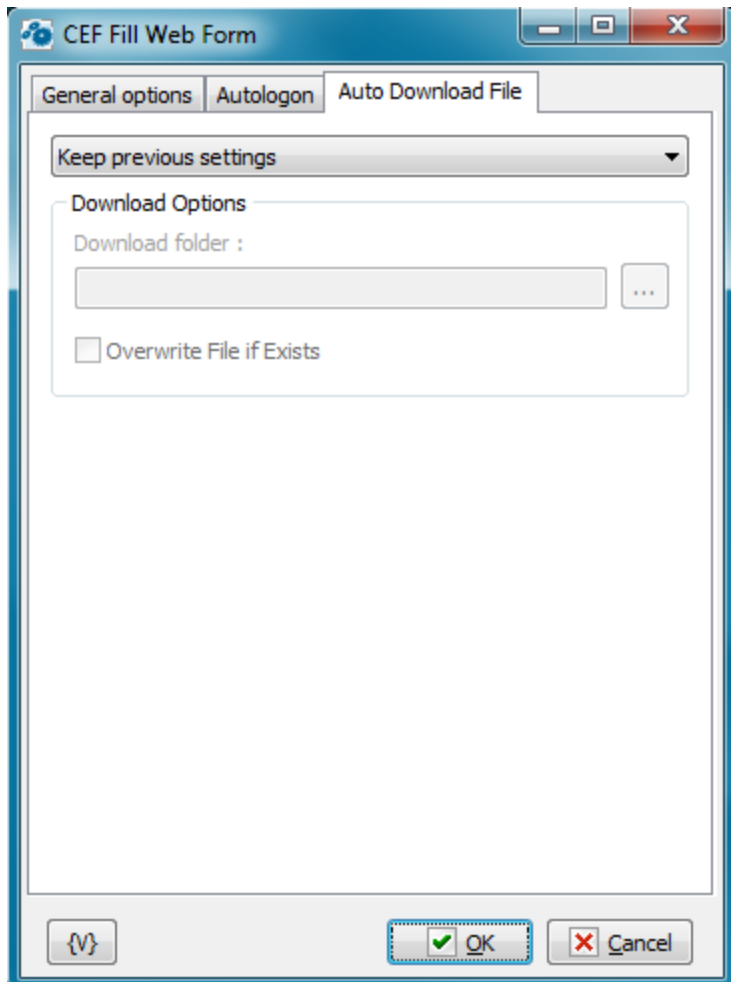 CEF Fill Web Form
General options Autologon Auto Download File
Keep previous settings
Download Options
Download folder :
...
Overwrite File if Exists
{V} OK Cancel